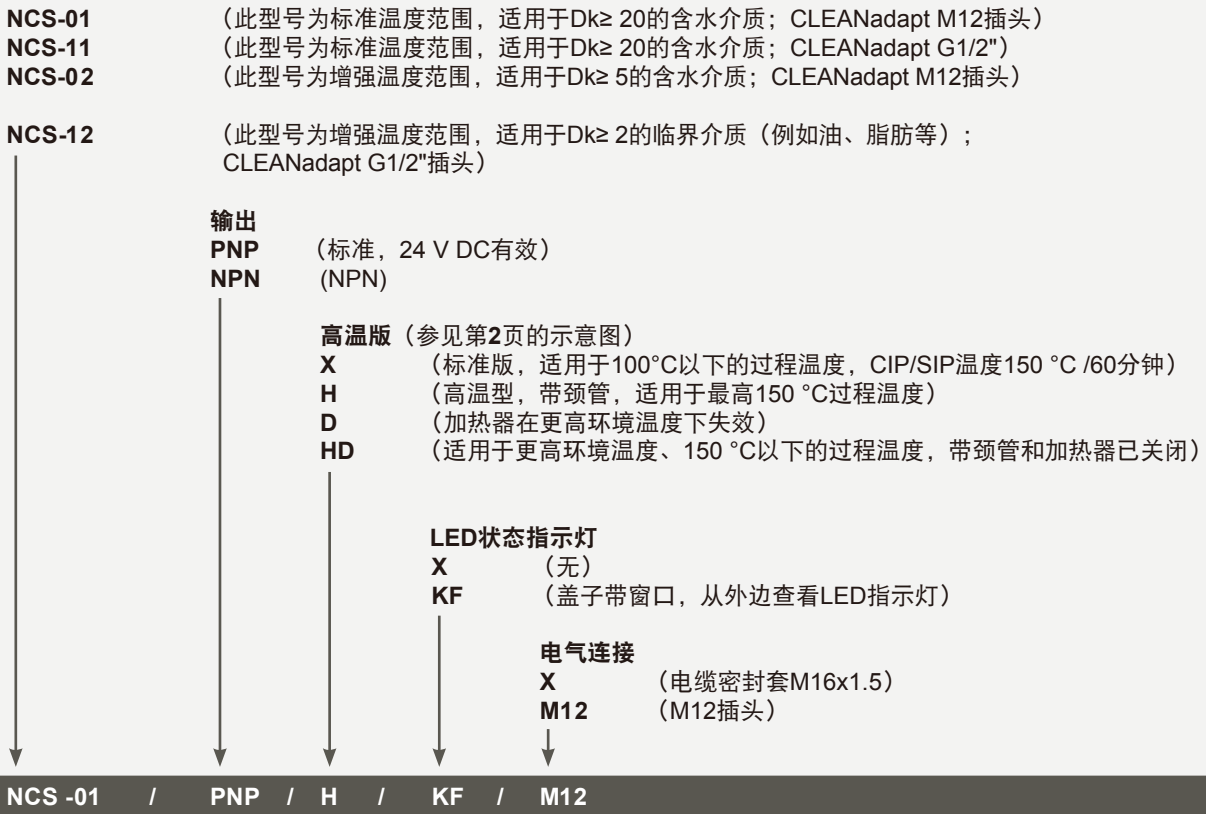 NCS-01 （此型号为标准温度范围，适用于Dk≥ 20的含水介质；CLEANadapt M12插头）
NCS-11 （此型号为标准温度范围，适用于Dk≥ 20的含水介质；CLEANadapt G1/2"）
NCS-02 （此型号为增强温度范围，适用于Dk≥ 5的含水介质；CLEANadapt M12插头）
NCS-12 （此型号为增强温度范围，适用于Dk≥ 2的临界介质（例如油、脂肪等）；
CLEANadapt G1/2"插头）
输出
PNP （标准，24 V DC有效）
NPN (NPN)
高温版（参见第2页的示意图）
X （标准版，适用于100°C以下的过程温度，CIP/SIP温度150 °C /60分钟）
H （高温型，带颈管，适用于最高150 °C过程温度）
D （加热器在更高环境温度下失效）
HD （适用于更高环境温度、150 °C以下的过程温度，带颈管和加热器已关闭）
LED状态指示灯
X （无）
KF （盖子带窗口，从外边查看LED指示灯）
电气连接
X （电缆密封套M16x1.5）
M12 （M12插头）
NCS -01 / PNP / H / KF / M12